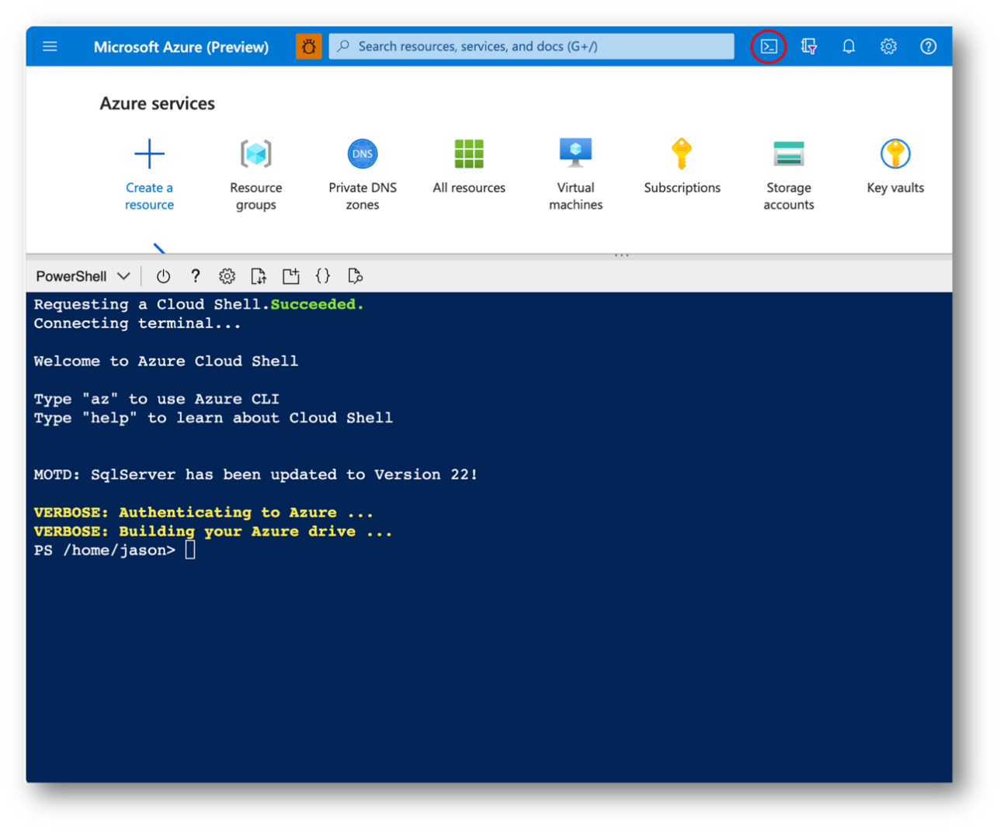 Microsoft Azure (Preview)
Search resources, services, and docs (G+/)
Azure services
Create a
resource
Resource
groups
DNS
Private DNS
zones
All resources
Virtual
machines
Subscriptions
Storage
accounts
Key vaults
PowerShell
Requesting a Cloud Shell.Succeeded.
Connecting terminal...
Welcome to Azure Cloud Shell
Type "az" to use Azure CLI
Type "help" to learn about Cloud Shell
MOTD: SqlServer has been updated to Version 22!
VERBOSE: Authenticating to Azure ...
VERBOSE: Building your Azure drive ...
PS /home/jason>